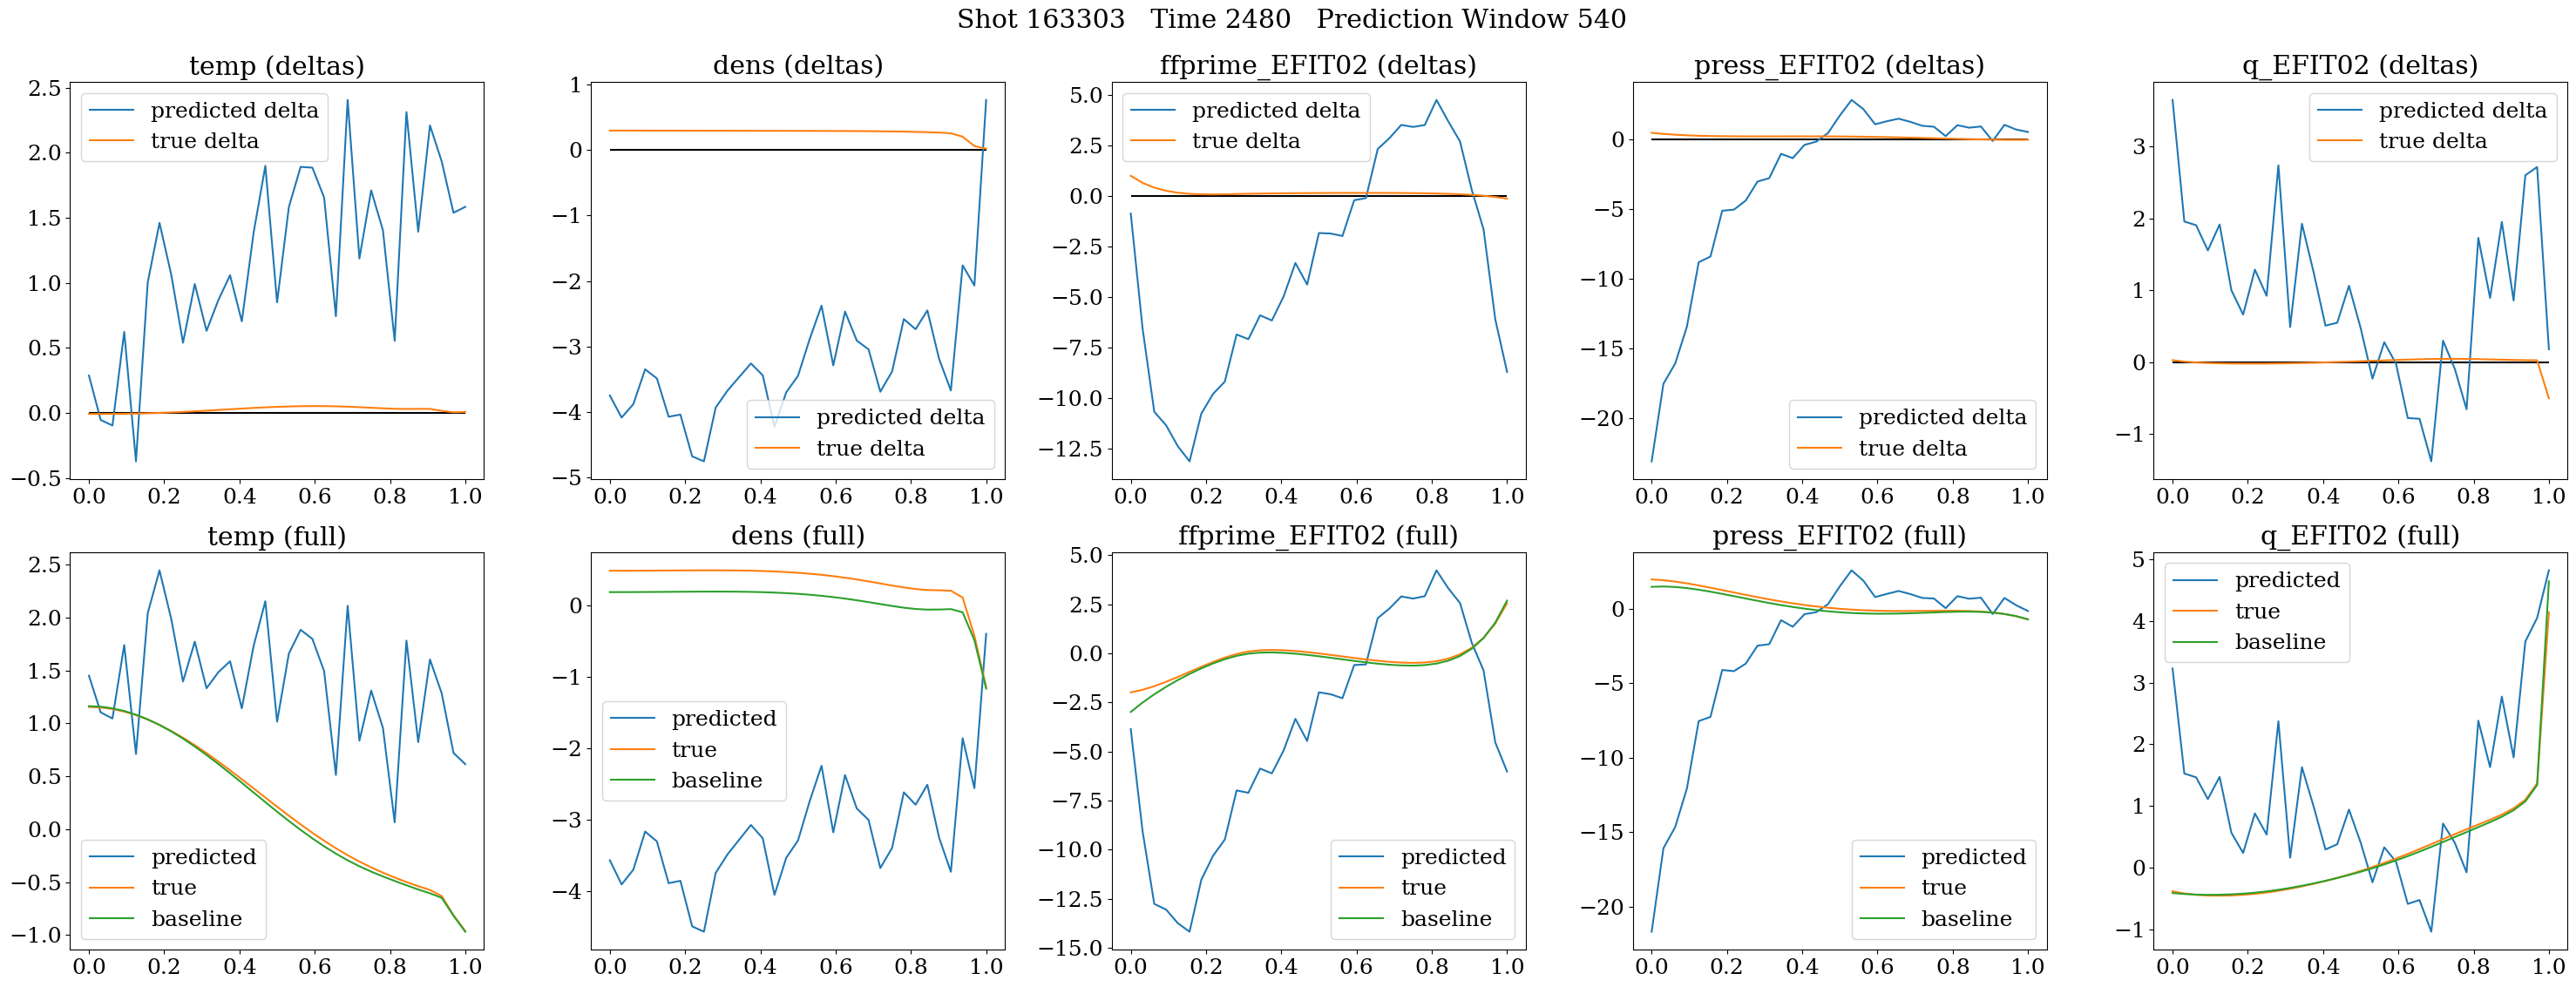 Shot 163303   Time 2480   Prediction Window 540
temp (deltas)
2.5
2.0
1.5
1.0
0.5
0.0
−0.5
0.0 0.2 0.4 0.6 0.8 1.0
predicted delta
true delta
dens (deltas)
1
0
−1
−2
−3
−4
−5
0.0 0.2 0.4 0.6 0.8 1.0
predicted delta
true delta
ffprime_EFIT02 (deltas)
5.0
2.5
0.0
−2.5
−5.0
−7.5
−10.0
−12.5
0.0 0.2 0.4 0.6 0.8 1.0
predicted delta
true delta
press_EFIT02 (deltas)
0
−5
−10
−15
−20
0.0 0.2 0.4 0.6 0.8 1.0
predicted delta
true delta
q_EFIT02 (deltas)
3
2
1
0
−1
0.0 0.2 0.4 0.6 0.8 1.0
predicted delta
true delta
temp (full)
2.5
2.0
1.5
1.0
0.5
0.0
−0.5
−1.0
0.0 0.2 0.4 0.6 0.8 1.0
predicted
true
baseline
dens (full)
0
−1
−2
−3
−4
0.0 0.2 0.4 0.6 0.8 1.0
predicted
true
baseline
ffprime_EFIT02 (full)
5.0
2.5
0.0
−2.5
−5.0
−7.5
−10.0
−12.5
−15.0
0.0 0.2 0.4 0.6 0.8 1.0
predicted
true
baseline
press_EFIT02 (full)
0
−5
−10
−15
−20
0.0 0.2 0.4 0.6 0.8 1.0
predicted
true
baseline
q_EFIT02 (full)
5
4
3
2
1
0
−1
0.0 0.2 0.4 0.6 0.8 1.0
predicted
true
baseline